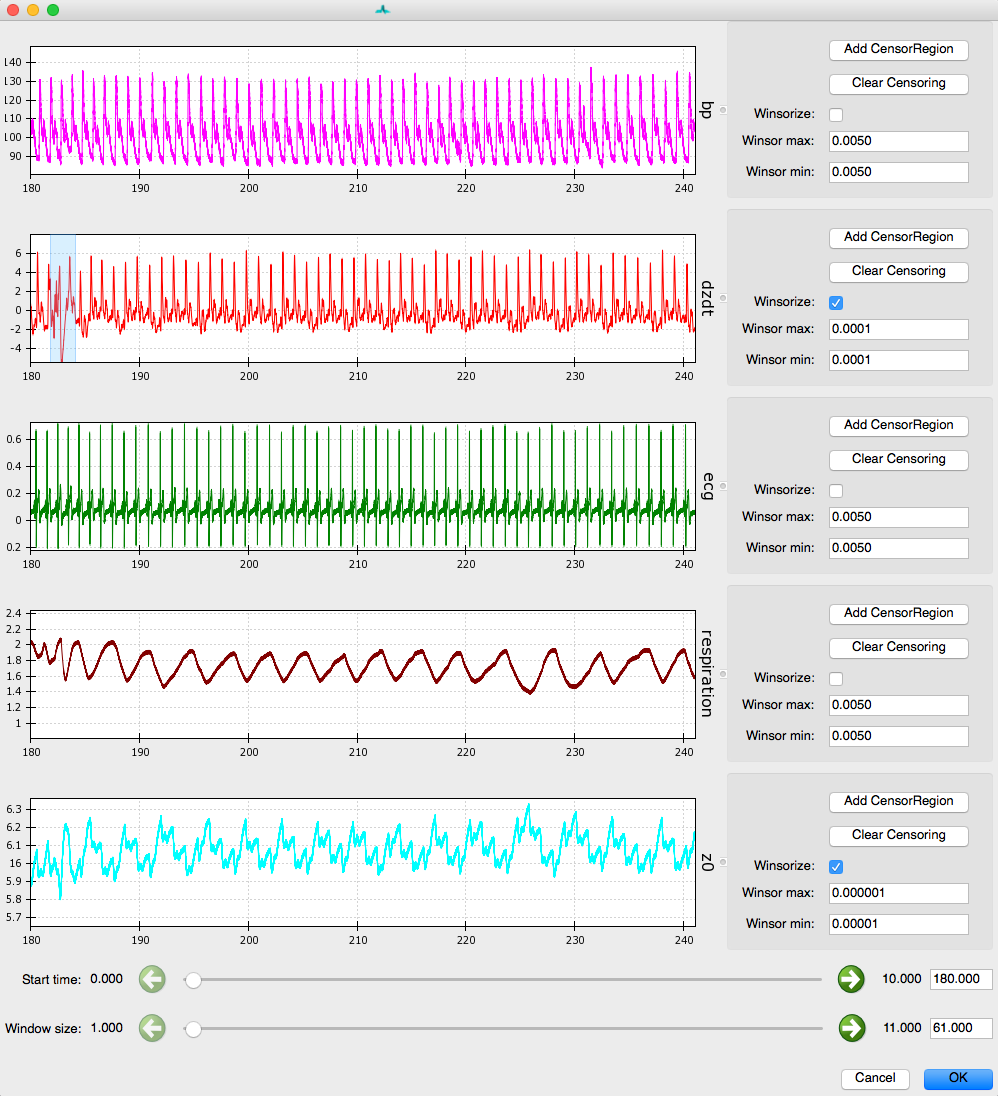 140
130
120
110
100
90
180 190 200 210 220 230 240
bp
Add CensorRegion
Clear Censoring
Winsorize:
Winsor max: 0.0050
Winsor min: 0.0050
6
4
2
0
-2
-4
180 190 200 210 220 230 240
dzdt
Add CensorRegion
Clear Censoring
Winsorize:
Winsor max: 0.0001
Winsor min: 0.0001
0.6
0.4
0.2
0
0.2
180 190 200 210 220 230 240
ecg
Add CensorRegion
Clear Censoring
Winsorize:
Winsor max: 0.0050
Winsor min: 0.0050
2.4
2.2
2
1.8
1.6
1.4
1.2
1
180 190 200 210 220 230 240
respiration
Add CensorRegion
Clear Censoring
Winsorize:
Winsor max: 0.0050
Winsor min: 0.0050
6.3
6.2
6.1
16
5.9
5.8
5.7
180 190 200 210 220 230 240
z0
Add CensorRegion
Clear Censoring
Winsorize:
Winsor max: 0.000001
Winsor min: 0.00001
Start time: 0.000 10.000 180.000
Window size: 1.000 11.000 61.000
Cancel OK